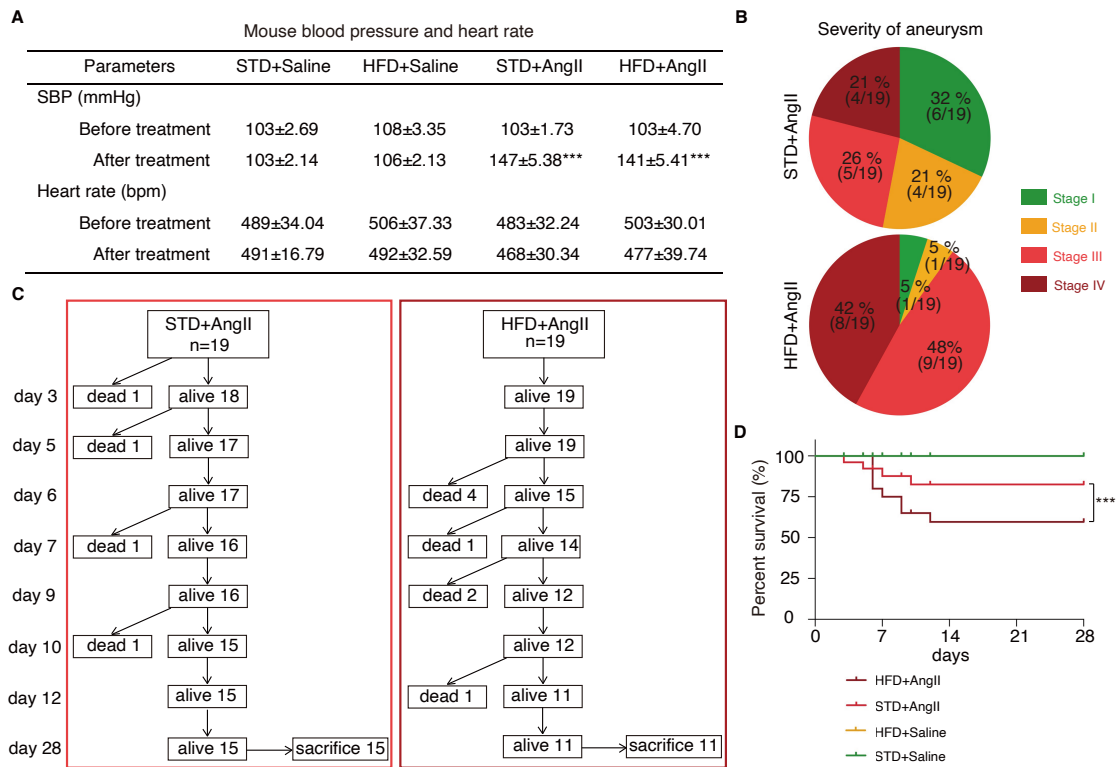 A
Mouse blood pressure and heart rate
Parameters STD+Saline HFD+Saline STD+AngII HFD+AngII
SBP (mmHg)
Before treatment 103±2.69 108±3.35 103±1.73 103±4.70
After treatment 103±2.14 106±2.13 147±5.38*** 141±5.41***
Heart rate (bpm)
Before treatment 489±34.04 506±37.33 483±32.24 503±30.01
After treatment 491±16.79 492±32.59 468±30.34 477±39.74
B
Severity of aneurysm
STD+AngII
21 %
(4/19)
32 %
(6/19)
26 %
(5/19)
21 %
(4/19)
HFD+AngII
5 %
(1/19)
5 %
(1/19)
42 %
(8/19)
48%
(9/19)
Stage I
Stage II
Stage III
Stage IV
C
STD+AngII
n=19
HFD+AngII
n=19
day 3 dead 1 alive 18 alive 19
day 5 dead 1 alive 17 alive 19
day 6 alive 17 dead 4 alive 15
day 7 dead 1 alive 16 dead 1 alive 14
day 9 alive 16 dead 2 alive 12
day 10 dead 1 alive 15 alive 12
day 12 alive 15 dead 1 alive 11
day 28 alive 15 sacrifice 15 alive 11 sacrifice 11
D
Percent survival (%)
100
75
50
25
0
0 7 14 21 28
days
***
HFD+AngII
STD+AngII
HFD+Saline
STD+Saline